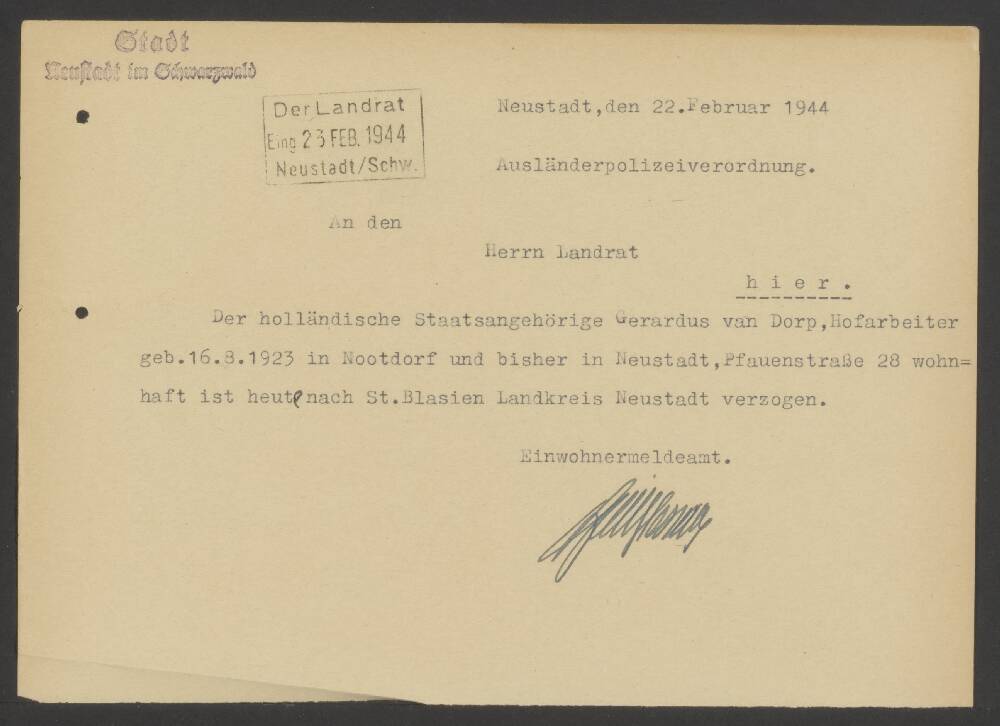 Stadt
Neustadt im Schwarzwald
Der Landrat
Eing 23 FEB. 1944
Neustadt/Schw.
Neustadt,den 22.Februar 1944
Ausländerpolizeiverordnung.
An den
Herrn Landrat
h i e r .
Der holländische Staatsangehörige Gerardus van Dorp,Hofarbeiter
geb.16.8.1923 in Nootdorf und bisher in Neustadt,Pfauenstraße 28 wohn=
haft ist heute nach St.Blasien Landkreis Neustadt verzogen.
Einwohnermeldeamt.